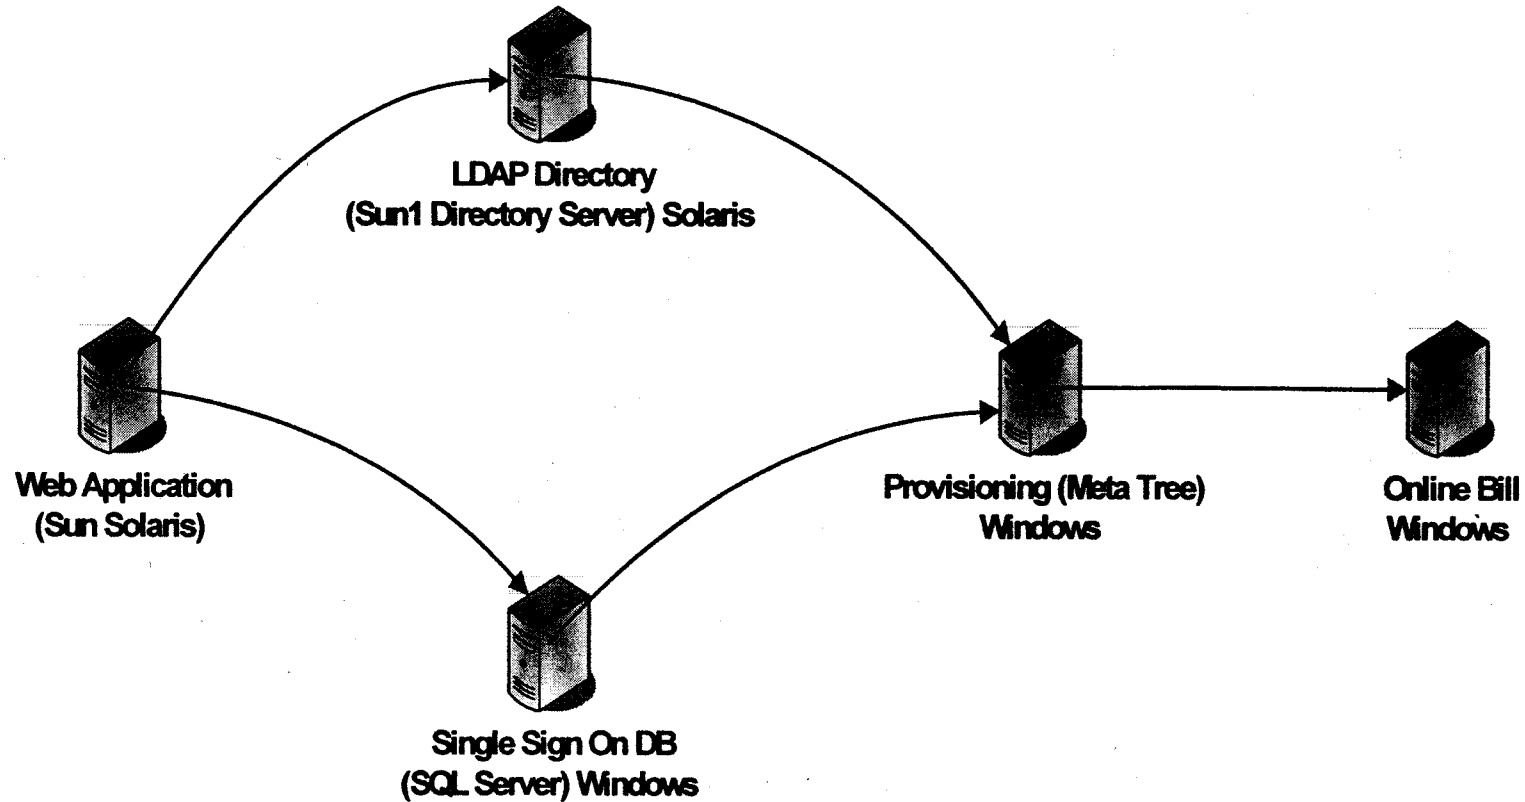 LDAP Directory
(Sun1 Directory Server) Solaris
Web Application
(Sun Solaris)
Provisioning (Meta Tree)
Windows
Online Bill
Windows
Single Sign On DB
(SQL Server) Windows